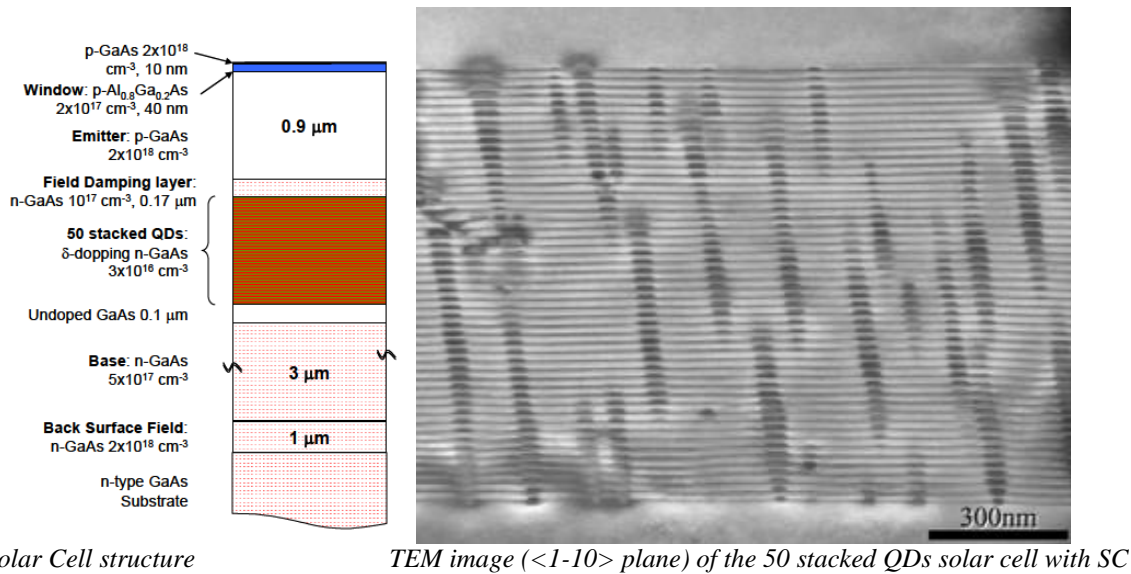 p-GaAs 2x10¹⁸
cm⁻³, 10 nm
Window: p-Al₀.₈Ga₀.₂As
2x10¹⁷ cm⁻³, 40 nm
0.9 μm
Emitter: p-GaAs
2x10¹⁸ cm⁻³
Field Damping layer:
n-GaAs 10¹⁷ cm⁻³, 0.17 μm
50 stacked QDs:
δ-dopping n-GaAs
3x10¹⁶ cm⁻³
Undoped GaAs 0.1 μm
Base: n-GaAs
5x10¹⁷ cm⁻³
3 μm
Back Surface Field:
n-GaAs 2x10¹⁸ cm⁻³
1 μm
n-type GaAs
Substrate
300nm
olar Cell structure
TEM image (<1-10> plane) of the 50 stacked QDs solar cell with SC